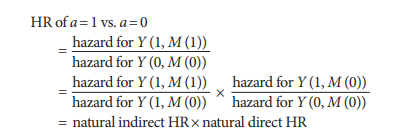 HR of a=1 vs. a=0
= hazard for Y (1, M (1)) / hazard for Y (0, M (0))
= hazard for Y (1, M (1)) / hazard for Y (1, M (0)) × hazard for Y (1, M (0)) / hazard for Y (0, M (0))
= natural indirect HR× natural direct HR